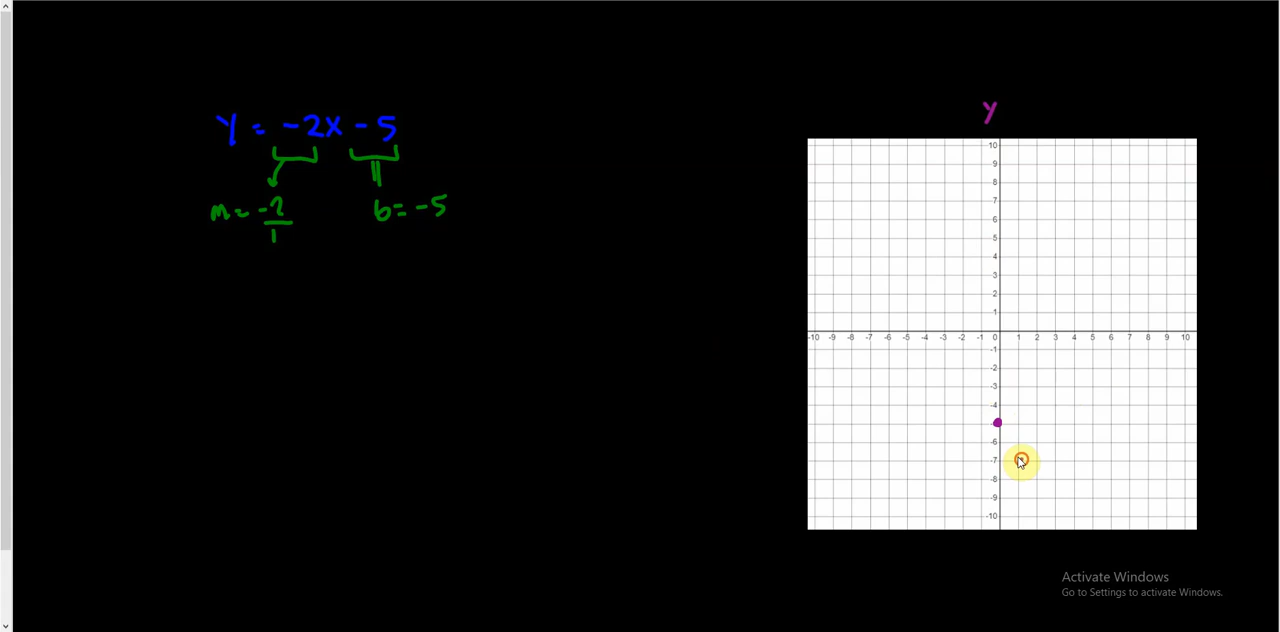 y
y = -2x - 5
m = -2/1
b = -5
10
9
8
7
6
5
4
3
2
1
-10 -9 -8 -7 -6 -5 -4 -3 -2 -1 0 1 2 3 4 5 6 7 8 9 10
-1
-2
-3
-4
-6
-7
-8
-9
-10
Activate Windows
Go to Settings to activate Windows.